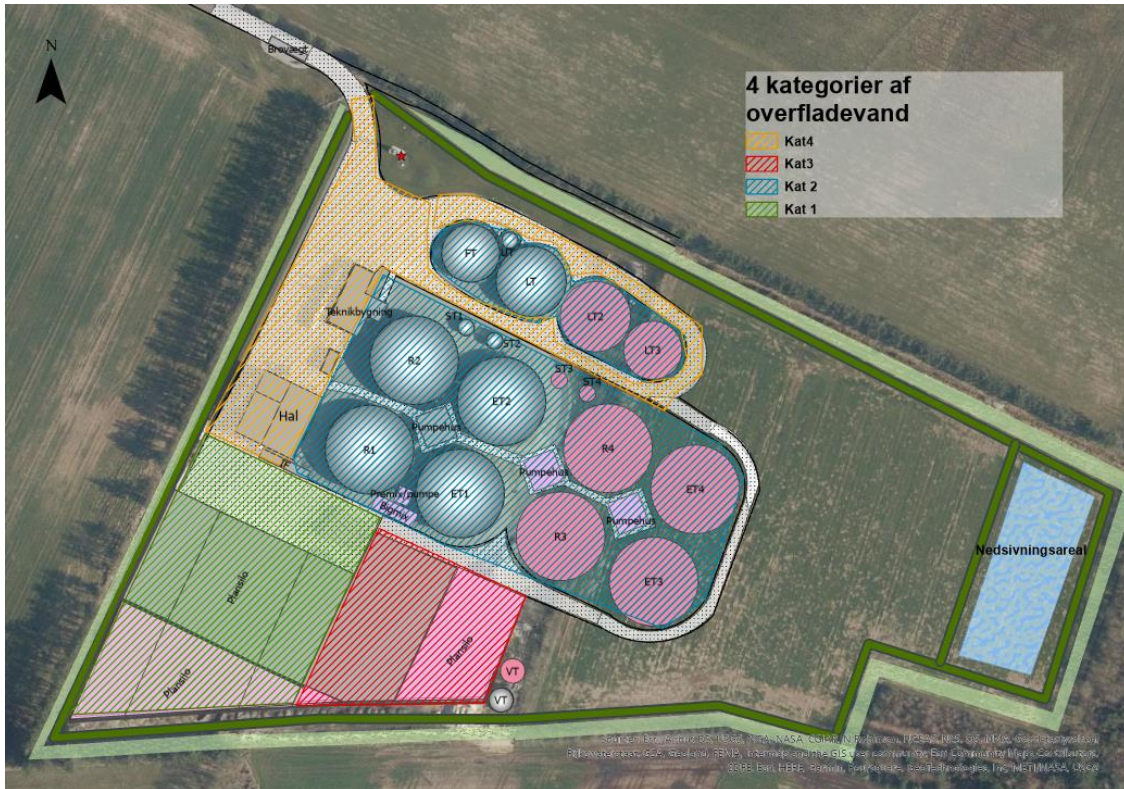 N
Brovægt
4 kategorier af
overfladevand
Kat4
Kat3
Kat 2
Kat 1
FT
LT
LT2
LT3
Teknikbygning
ST1
ST2
ST3
ST4
R2
ET2
Hal
Pumpehus
R1
R4
Pumpehus
ET4
Premix/pumpe
ET1
Bigmix
Pumpehus
R3
Nedsivningsareal
ET3
Plansilo
Plansilo
Plansilo
VT
VT